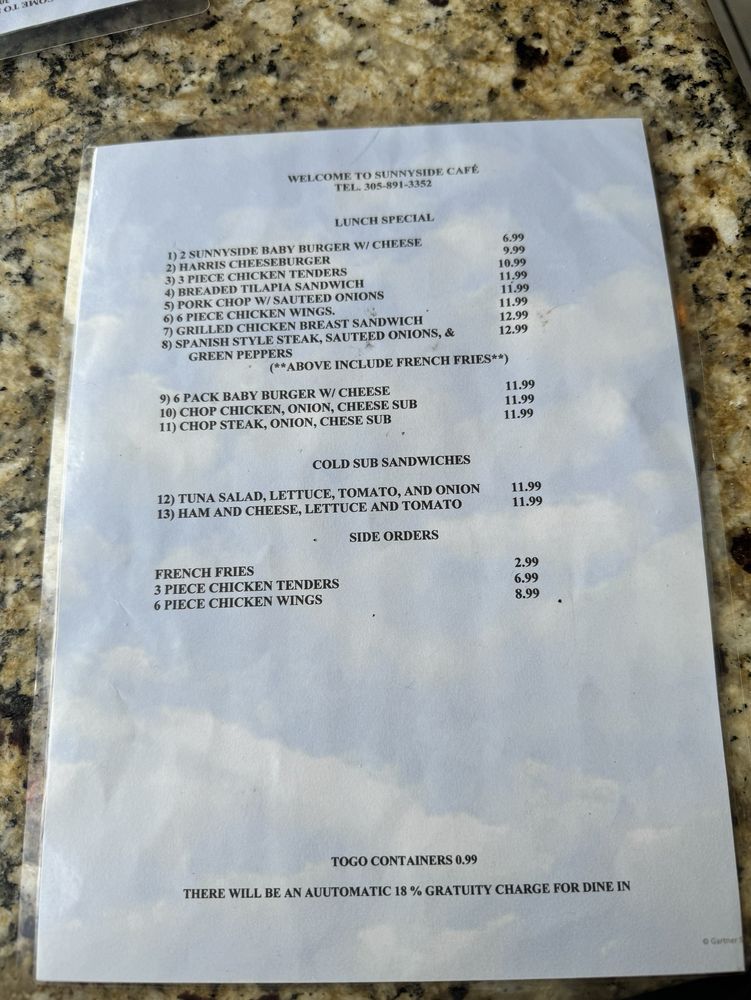 WELCOME TO SUNNYSIDE CAFÉ
TEL. 305-891-3352
LUNCH SPECIAL
1) 2 SUNNYSIDE BABY BURGER W/ CHEESE 6.99
2) HARRIS CHEESEBURGER 9.99
3) 3 PIECE CHICKEN TENDERS 10.99
4) BREADED TILAPIA SANDWICH 11.99
5) PORK CHOP W/ SAUTEED ONIONS 11.99
6) 6 PIECE CHICKEN WINGS. 11.99
7) GRILLED CHICKEN BREAST SANDWICH 12.99
8) SPANISH STYLE STEAK, SAUTEED ONIONS, & 12.99
GREEN PEPPERS
(**ABOVE INCLUDE FRENCH FRIES**)
9) 6 PACK BABY BURGER W/ CHEESE 11.99
10) CHOP CHICKEN, ONION, CHEESE SUB 11.99
11) CHOP STEAK, ONION, CHESE SUB 11.99
COLD SUB SANDWICHES
12) TUNA SALAD, LETTUCE, TOMATO, AND ONION 11.99
13) HAM AND CHEESE, LETTUCE AND TOMATO 11.99
SIDE ORDERS
FRENCH FRIES 2.99
3 PIECE CHICKEN TENDERS 6.99
6 PIECE CHICKEN WINGS 8.99
TOGO CONTAINERS 0.99
THERE WILL BE AN AUUTOMATIC 18 % GRATUITY CHARGE FOR DINE IN
© Gartner